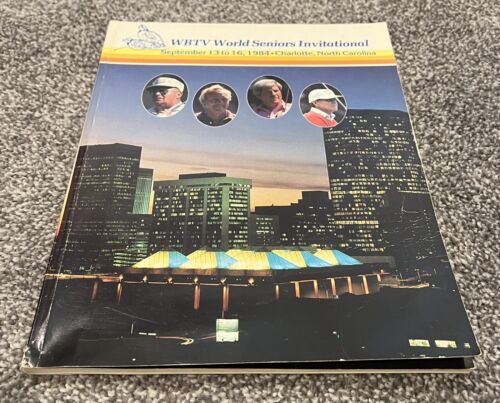 WBTV World Seniors Invitational
September 13 to 16, 1984 • Charlotte, North Carolina